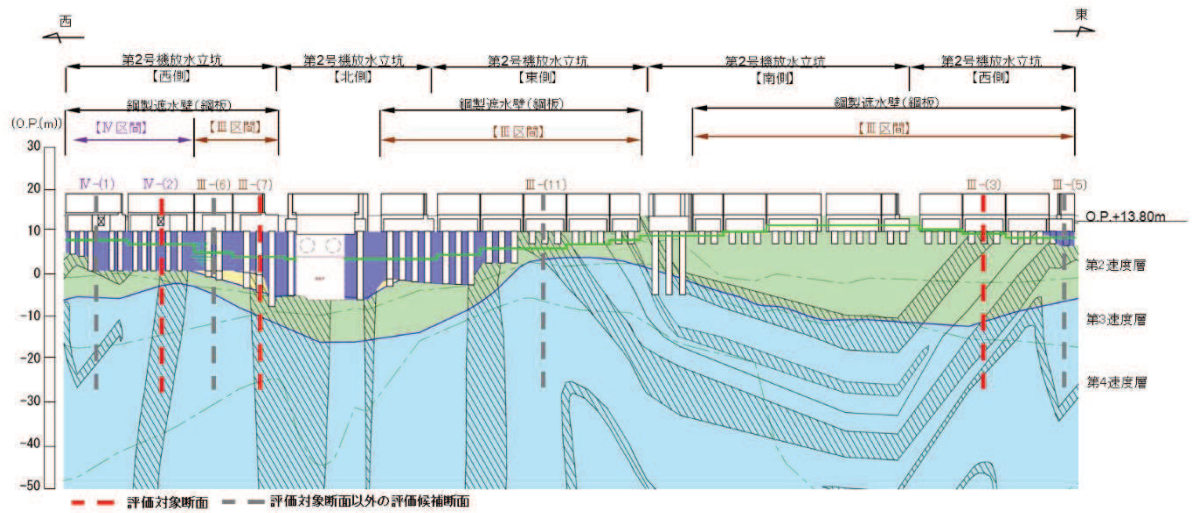 西
東
第2号機放水立坑
【西側】
第2号機放水立坑
【北側】
第2号機放水立坑
【東側】
第2号機放水立坑
【南側】
第2号機放水立坑
【西側】
鋼製遮水壁(鋼板)
鋼製遮水壁(鋼板)
鋼製遮水壁(鋼板)
(O.P.(m))
【Ⅳ区間】
【Ⅲ区間】
【Ⅲ区間】
【Ⅲ区間】
30
20
10
0
-10
-20
-30
-40
-50
Ⅳ-(1)
Ⅳ-(2)
Ⅲ-(6)
Ⅲ-(7)
Ⅲ-(11)
Ⅲ-(3)
Ⅲ-(5)
O.P.+13.80m
第2速度層
第3速度層
第4速度層
評価対象断面
評価対象断面以外の評価候補断面